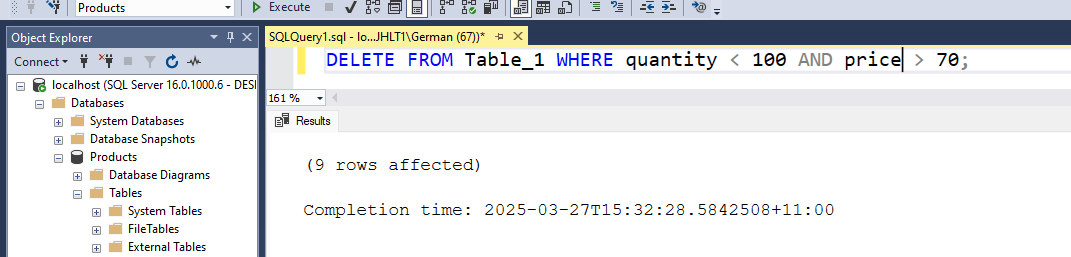 Products
Execute
Object Explorer
SQLQuery1.sql - lo...JHLT1\German (67))*
Connect
DELETE FROM Table_1 WHERE quantity < 100 AND price > 70;
localhost (SQL Server 16.0.1000.6 - DESI
161 %
Databases
Results
System Databases
Database Snapshots
Products
(9 rows affected)
Database Diagrams
Tables
System Tables
Completion time: 2025-03-27T15:32:28.5842508+11:00
FileTables
External Tables